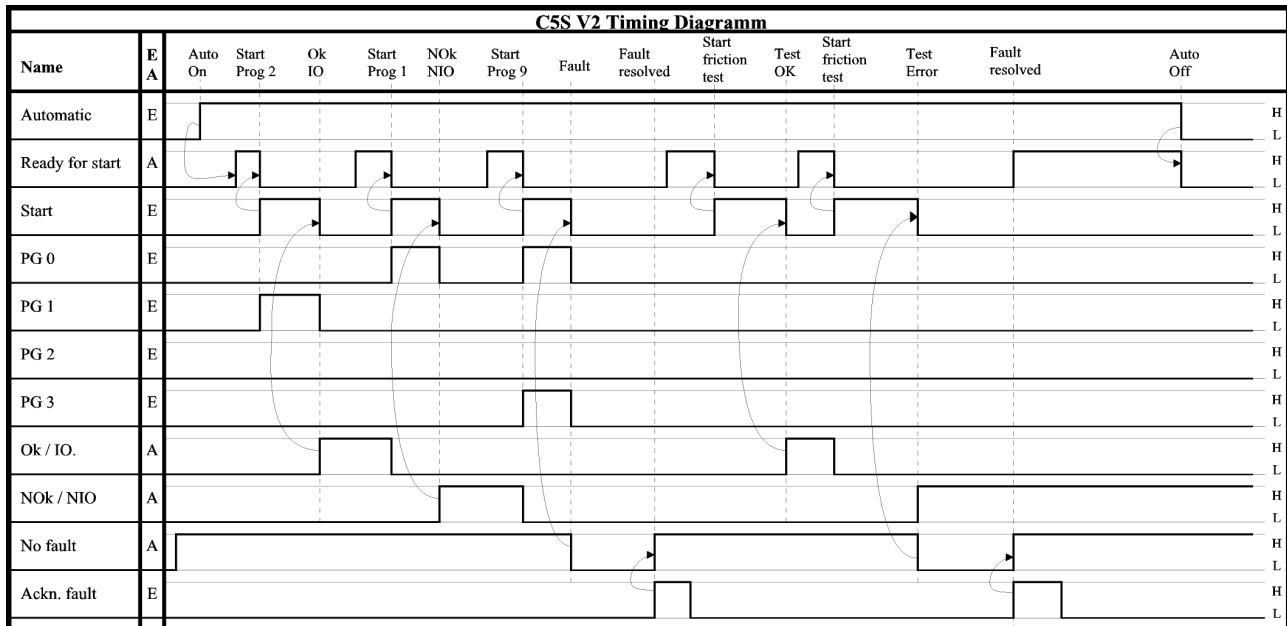 C5S V2 Timing Diagramm
Name
E
A
Auto
On
Start
Prog 2
Ok
IO
Start
Prog 1
NOk
NIO
Start
Prog 9
Fault
Fault
resolved
Start
friction
test
Test
OK
Start
friction
test
Test
Error
Fault
resolved
Auto
Off
Automatic E H
L
Ready for start A H
L
Start E H
L
PG 0 E H
L
PG 1 E H
L
PG 2 E H
L
PG 3 E H
L
Ok / IO. A H
L
NOk / NIO A H
L
No fault A H
L
Ackn. fault E H
L